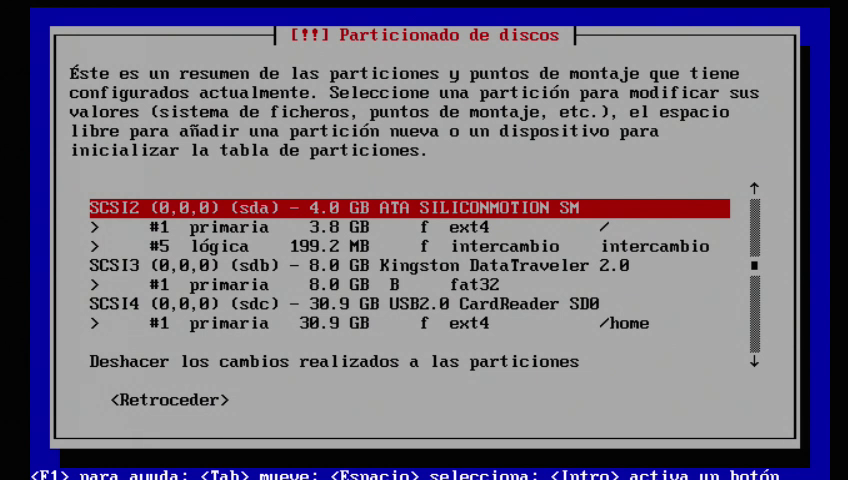 [!!] Particionado de discos
Éste es un resumen de las particiones y puntos de montaje que tiene
configurados actualmente. Seleccione una partición para modificar sus
valores (sistema de ficheros, puntos de montaje, etc.), el espacio
libre para añadir una partición nueva o un dispositivo para
inicializar la tabla de particiones.
SCSI2 (0,0,0) (sda) - 4.0 GB ATA SILICONMOTION SM
> #1 primaria 3.8 GB f ext4 /
> #5 lógica 199.2 MB f intercambio intercambio
SCSI3 (0,0,0) (sdb) - 8.0 GB Kingston DataTraveler 2.0
> #1 primaria 8.0 GB B fat32
SCSI4 (0,0,0) (sdc) - 30.9 GB USB2.0 CardReader SD0
> #1 primaria 30.9 GB f ext4 /home
Deshacer los cambios realizados a las particiones
<Retroceder>
<F1> para ayuda; <Tab> mueve; <Espacio> selecciona; <Intro> activa un botón